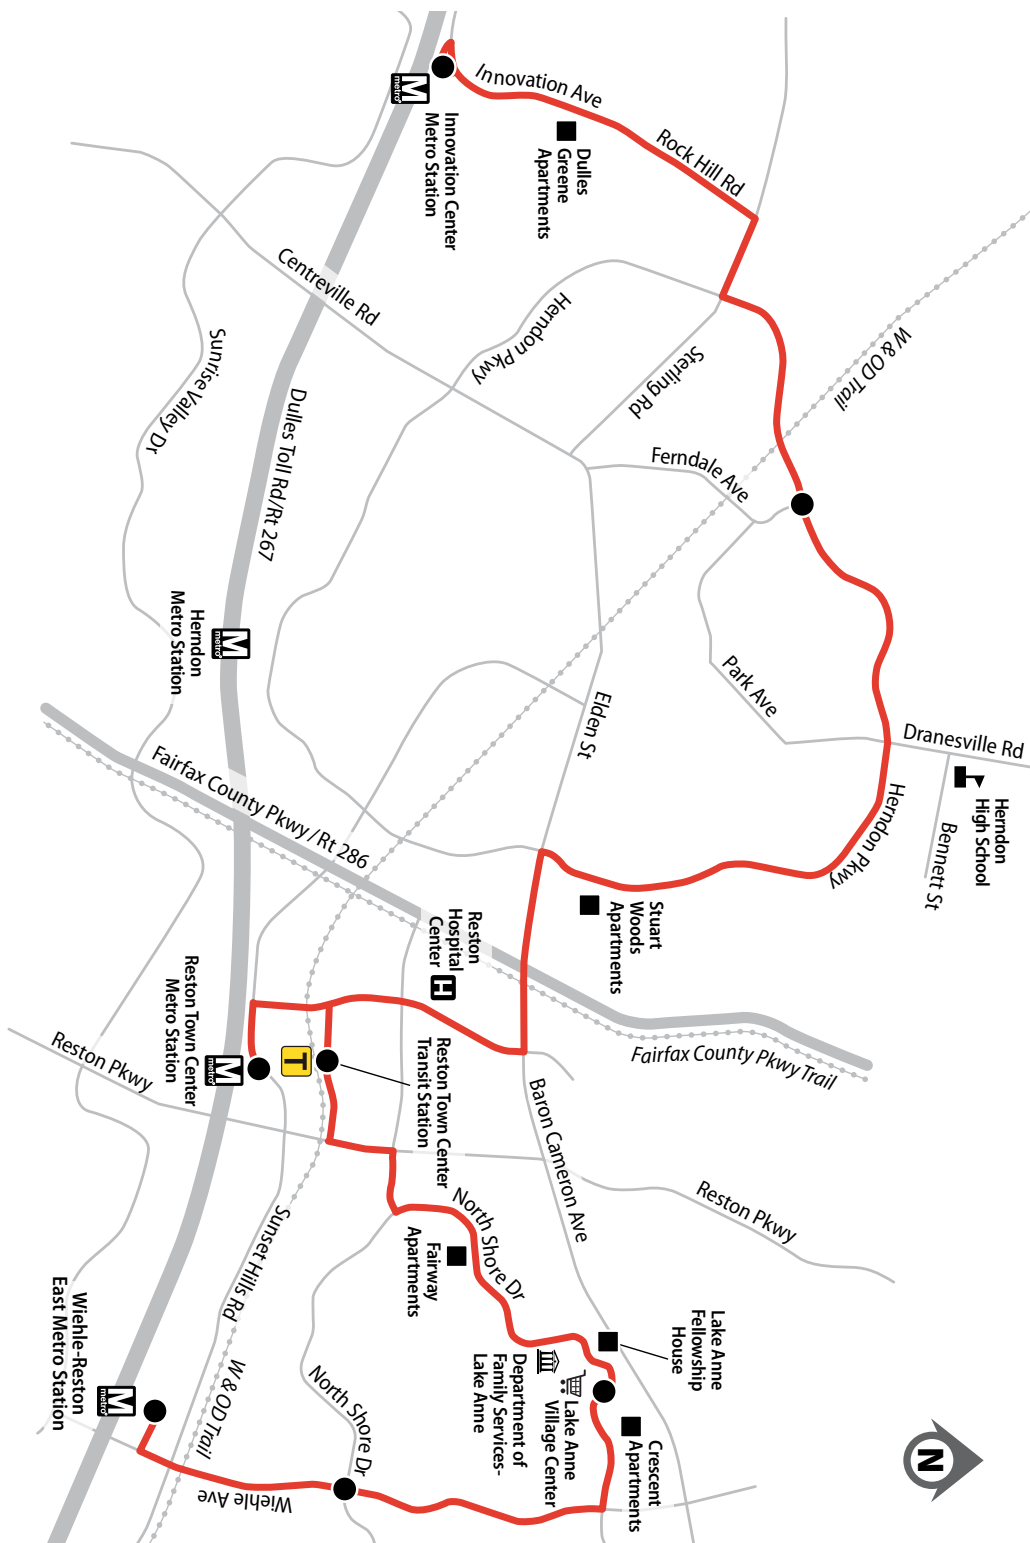 Innovation Ave
M
metro
Innovation Center
Metro Station
Dulles
Greene
Apartments
Rock Hill Rd
Centreville Rd
Herndon Pkwy
Sterling Rd
W & OD Trail
Sunrise Valley Dr
Dulles Toll Rd/Rt 267
Ferndale Ave
Herndon
Metro Station
M
metro
Park Ave
Elden St
Dranesville Rd
Herndon
High School
Bennett St
Herndon Pkwy
Fairfax County Pkwy / Rt 286
Stuart
Woods
Apartments
Reston
Hospital
Center
H
Reston Town Center
Metro Station
M
metro
T
Reston Town Center
Transit Station
Fairfax County Pkwy Trail
Reston Pkwy
Baron Cameron Ave
Reston Pkwy
North Shore Dr
Fairway
Apartments
Sunset Hills Rd
Lake Anne
Fellowship
House
Department of
Family Services-
Lake Anne
Lake Anne
Village Center
Crescent
Apartments
Wiehle-Reston
East Metro Station
M
metro
W & OD Trail
North Shore Dr
Wiehle Ave
N